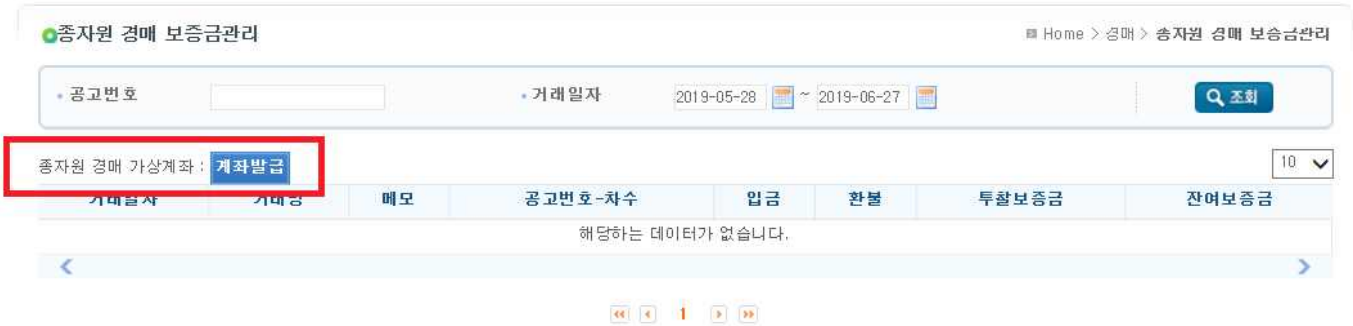 종자원 경매 보증금관리
Home > 경매 > 종자원 경매 보증금관리
공고번호 거래일자 2019-05-28 ~ 2019-06-27 조회
종자원 경매 가상계좌 : 계좌발급 10
거래일자 메모 공고번호-차수 입금 환불 투찰보증금 잔여보증금
해당하는 데이터가 없습니다.
1